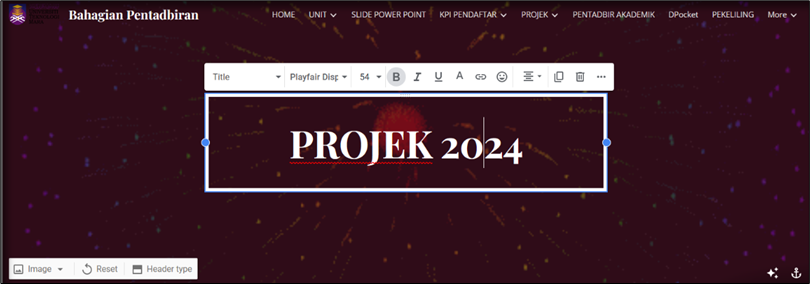 Bahagian Pentadbiran
HOME UNIT SLIDE POWER POINT KPI PENDAFTAR PROJEK PENTADBIR AKADEMIK DPocket PEKELILING More
Title Playfair Disp 54 B I U A
PROJEK 2024
Image Reset Header type